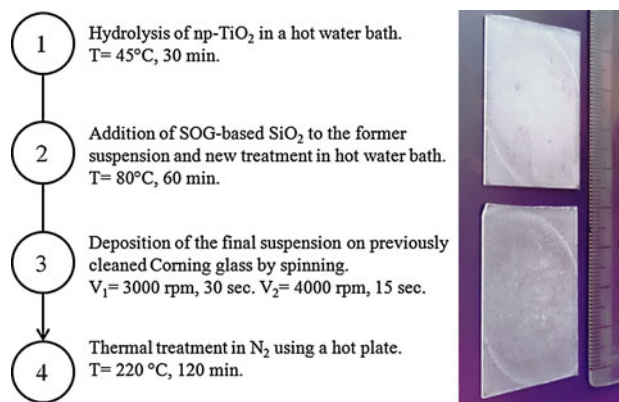 1
Hydrolysis of np-TiO₂ in a hot water bath.
T= 45°C, 30 min.
2
Addition of SOG-based SiO₂ to the former
suspension and new treatment in hot water bath.
T= 80°C, 60 min.
3
Deposition of the final suspension on previously
cleaned Corning glass by spinning.
V₁= 3000 rpm, 30 sec. V₂= 4000 rpm, 15 sec.
4
Thermal treatment in N₂ using a hot plate.
T= 220 °C, 120 min.